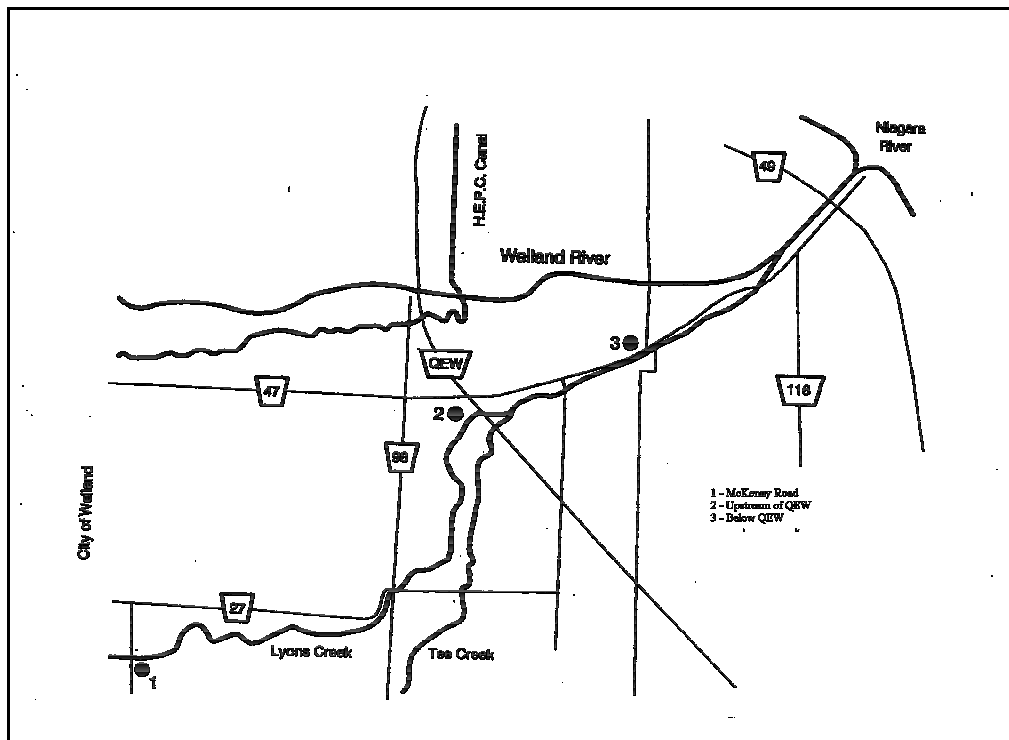 Niagara
River
49
H.E.P.C. Canal
Welland River
3
QEW
47
2
116
98
City of Welland
1 - McKenny Road
2 - Upstream of QEW
3 - Below QEW
27
Lyons Creek
Tee Creek
1